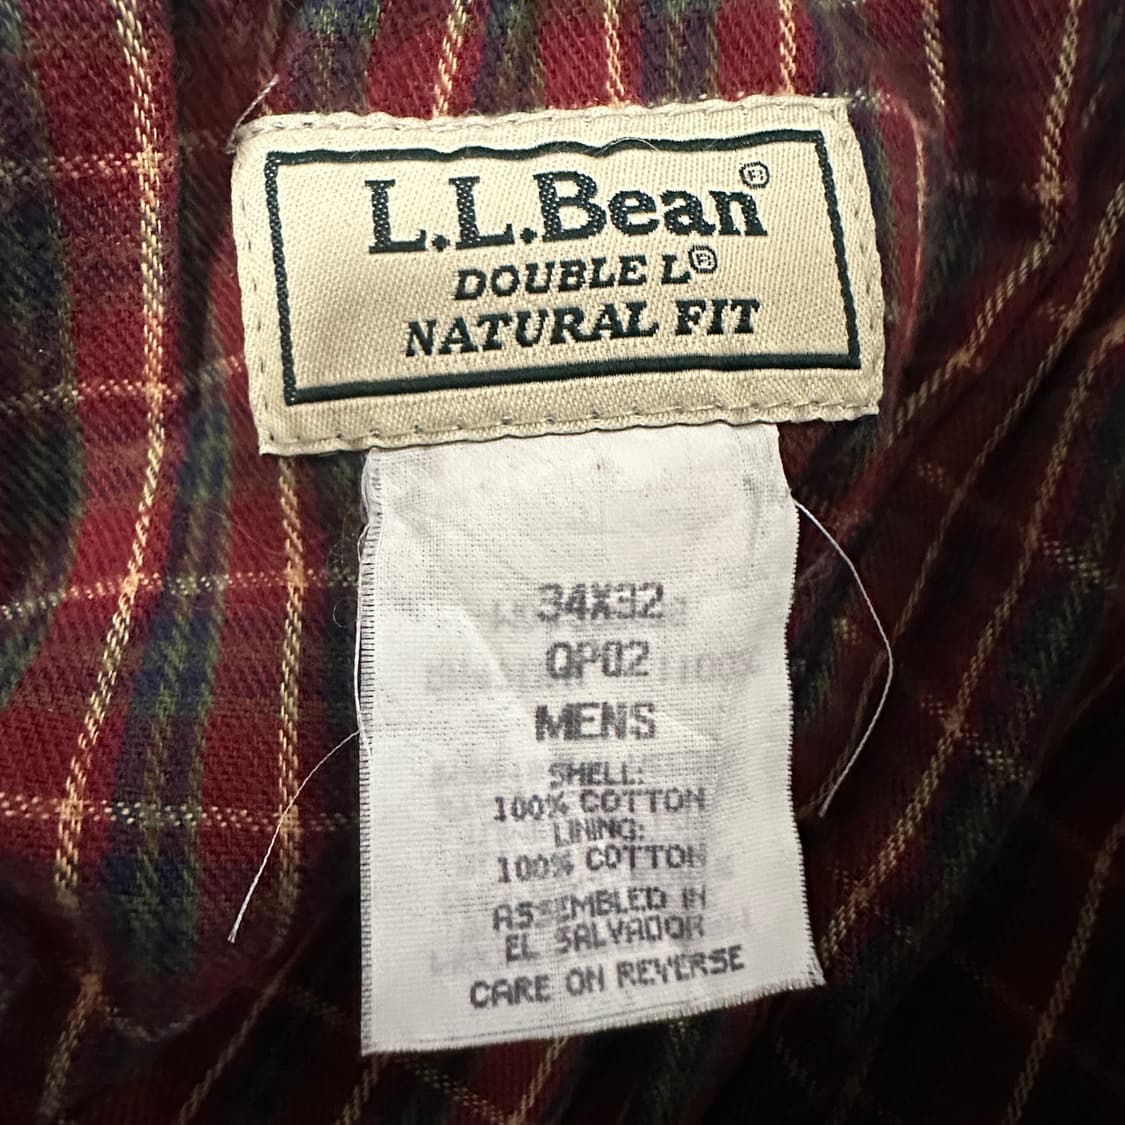 L.L.Bean®
DOUBLE L®
NATURAL FIT
34X32
QP02
MENS
SHELL:
100% COTTON
LINING:
100% COTTON
ASSEMBLED IN
EL SALVADOR
CARE ON REVERSE